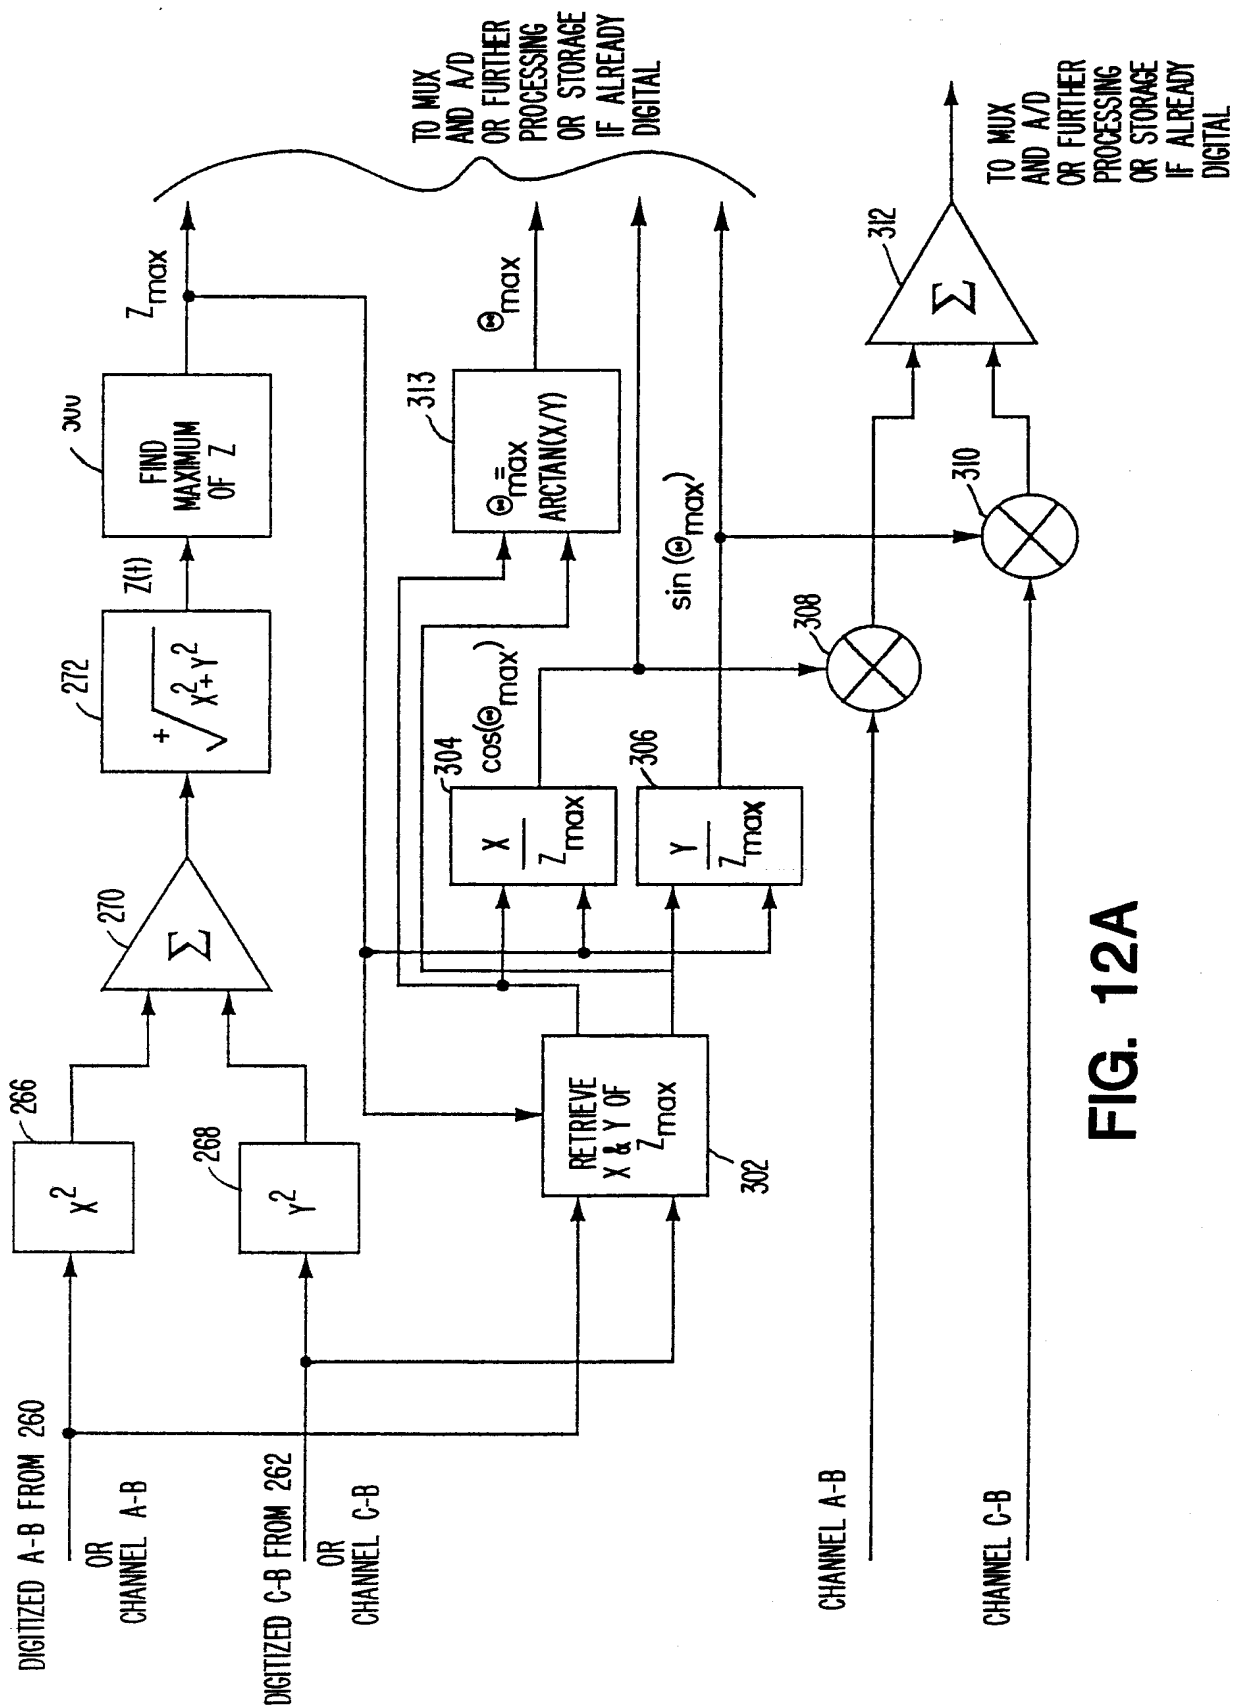 DIGITIZED A-B FROM 260
OR
CHANNEL A-B
X²
266
DIGITIZED C-B FROM 262
OR
CHANNEL C-B
Y²
268
Σ
270
+√X²+Y²
272
Z(t)
FIND
MAXIMUM
OF Z
Zmax
TO MUX
AND A/D
OR FURTHER
PROCESSING
OR STORAGE
IF ALREADY
DIGITAL
RETRIEVE
X & Y OF
Zmax
302
X
Zmax
304
cos(Θmax)
Y
Zmax
306
sin(Θmax)
Θmax=
ARCTAN(X/Y)
313
Θmax
CHANNEL A-B
308
CHANNEL C-B
310
Σ
312
TO MUX
AND A/D
OR FURTHER
PROCESSING
OR STORAGE
IF ALREADY
DIGITAL
FIG. 12A